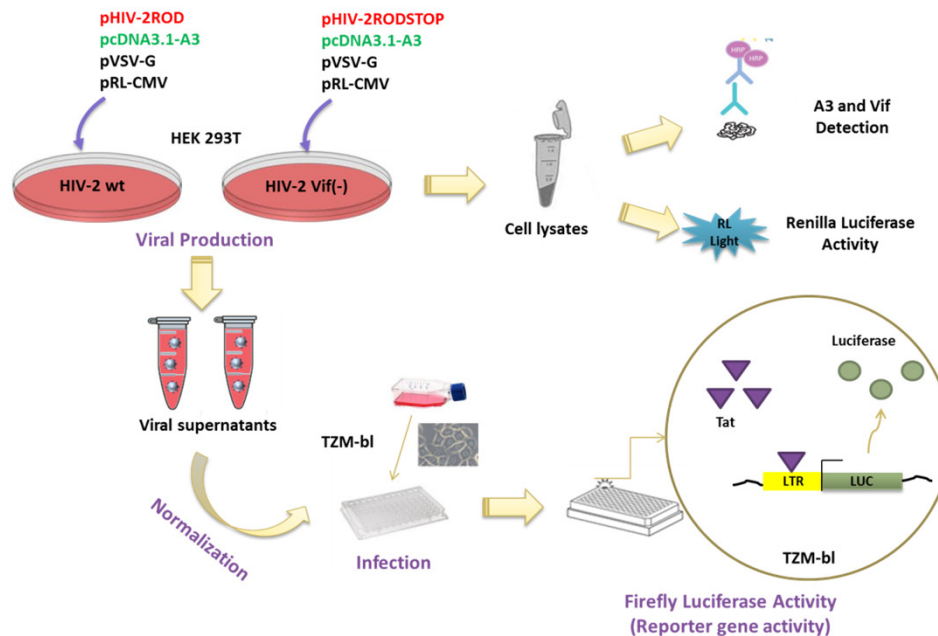 pHIV-2ROD
pcDNA3.1-A3
pVSV-G
pRL-CMV
pHIV-2RODSTOP
pcDNA3.1-A3
pVSV-G
pRL-CMV
HEK 293T
HIV-2 wt
HIV-2 Vif(-)
Viral Production
Cell lysates
HRP
HRP
A3 and Vif
Detection
RL
Light
Renilla Luciferase
Activity
Viral supernatants
Normalization
TZM-bl
Infection
Luciferase
Tat
LTR
LUC
TZM-bl
Firefly Luciferase Activity
(Reporter gene activity)